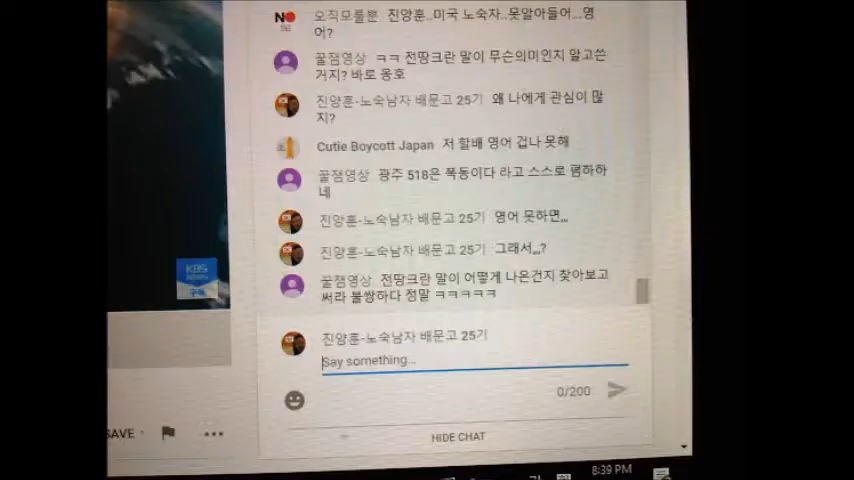 NO 오직모를뿐 진양훈..미국 노숙자..못알아들어...영
어?
꿀잼영상 ㅋㅋ 전땅크란 말이 무슨의미인지 알고쓴
거지? 바로 옹호
진양훈-노숙남자 배문고 25기 왜 나에게 관심이 많
지?
Cutie Boycott Japan 저 할배 영어 겁나 못해
꿀잼영상 광주 518은 폭동이다 라고 스스로 폄하하
네
진양훈-노숙남자 배문고 25기 영어 못하면,,,
진양훈-노숙남자 배문고 25기 그래서,,,?
꿀잼영상 전땅크란 말이 어떻게 나온건지 찾아보고
써라 불쌍하다 정말 ㅋㅋㅋㅋㅋ
KBS
NEWS
구독
진양훈-노숙남자 배문고 25기
Say something...
0/200
SAVE
HIDE CHAT
8:39 PM